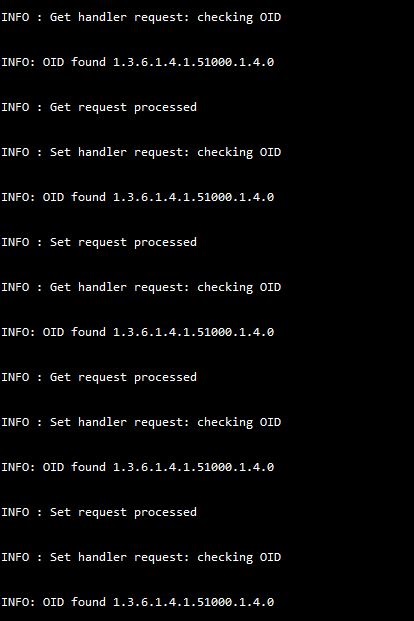 INFO : Get handler request: checking OID
INFO: OID found 1.3.6.1.4.1.51000.1.4.0
INFO : Get request processed
INFO : Set handler request: checking OID
INFO: OID found 1.3.6.1.4.1.51000.1.4.0
INFO : Set request processed
INFO : Get handler request: checking OID
INFO: OID found 1.3.6.1.4.1.51000.1.4.0
INFO : Get request processed
INFO : Set handler request: checking OID
INFO: OID found 1.3.6.1.4.1.51000.1.4.0
INFO : Set request processed
INFO : Set handler request: checking OID
INFO: OID found 1.3.6.1.4.1.51000.1.4.0